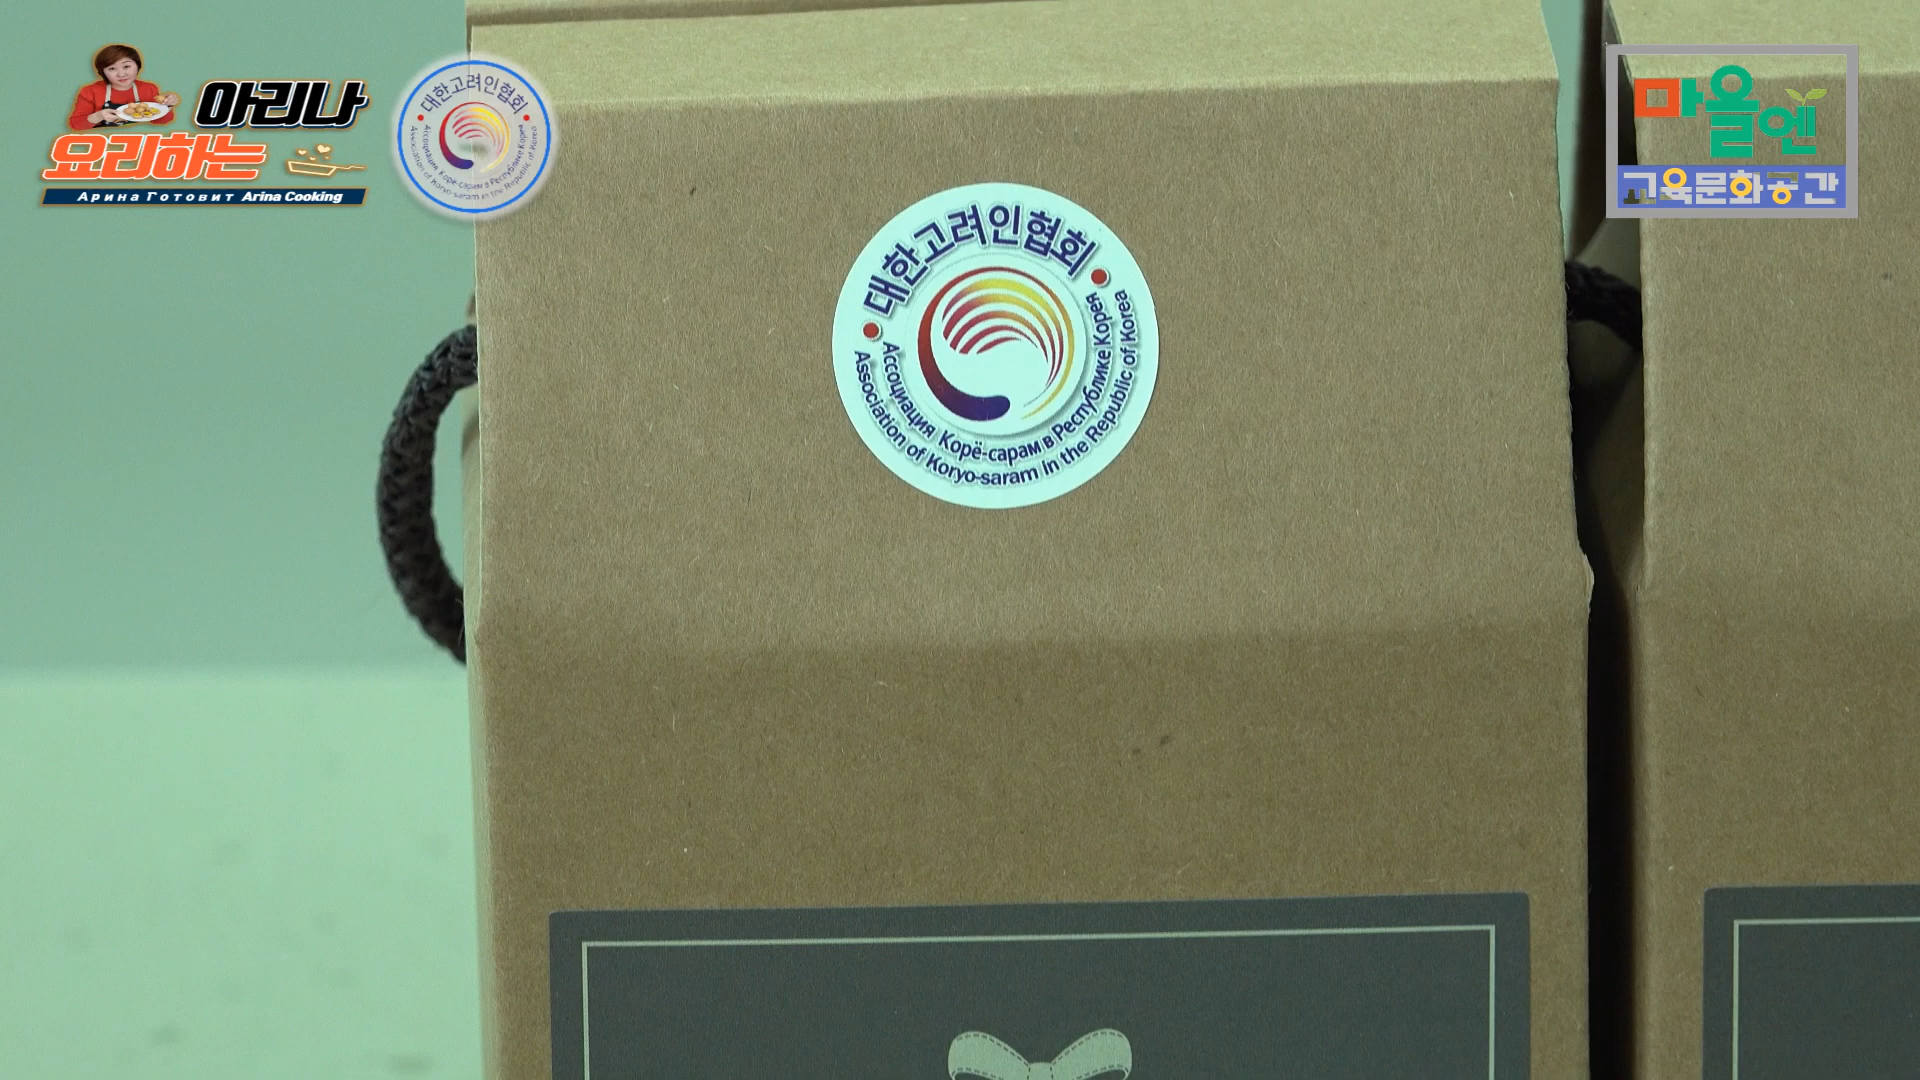 아리나
요리하는
Арина Готовит Arina Cooking
대한고려인협회
Ассоциация Корё-сарам в Республике Корея
Association of Koryo-saram in the Republic of Korea
마을엔
교육문화공간
대한고려인협회
Ассоциация Корё-сарам в Республике Корея
Association of Koryo-saram in the Republic of Korea